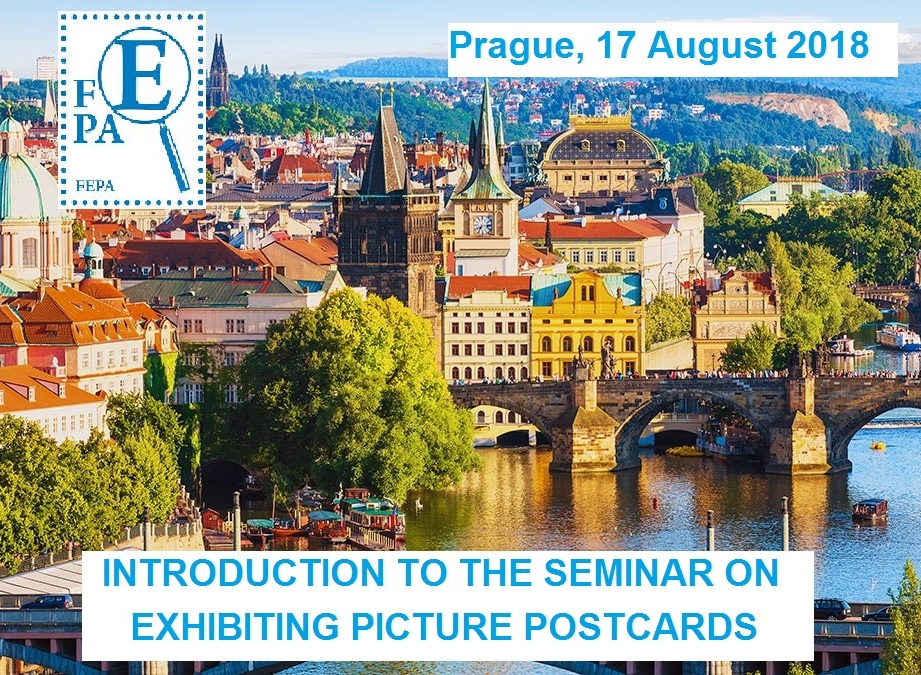 F E
PA
FEPA
Prague, 17 August 2018
INTRODUCTION TO THE SEMINAR ON
EXHIBITING PICTURE POSTCARDS